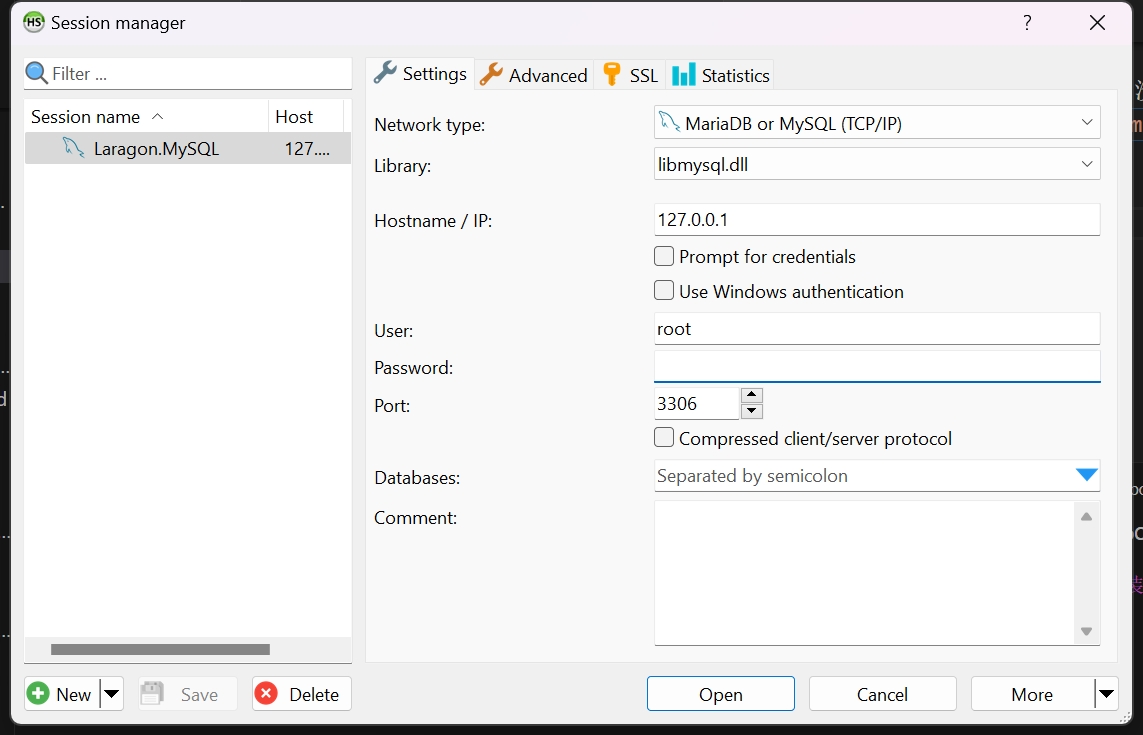 HS Session manager ?
Filter ...
Settings Advanced SSL Statistics
Session name Host
Laragon.MySQL 127....
Network type: MariaDB or MySQL (TCP/IP)
Library: libmysql.dll
Hostname / IP: 127.0.0.1
Prompt for credentials
Use Windows authentication
User: root
Password:
Port: 3306
Compressed client/server protocol
Databases: Separated by semicolon
Comment:
New Save Delete Open Cancel More